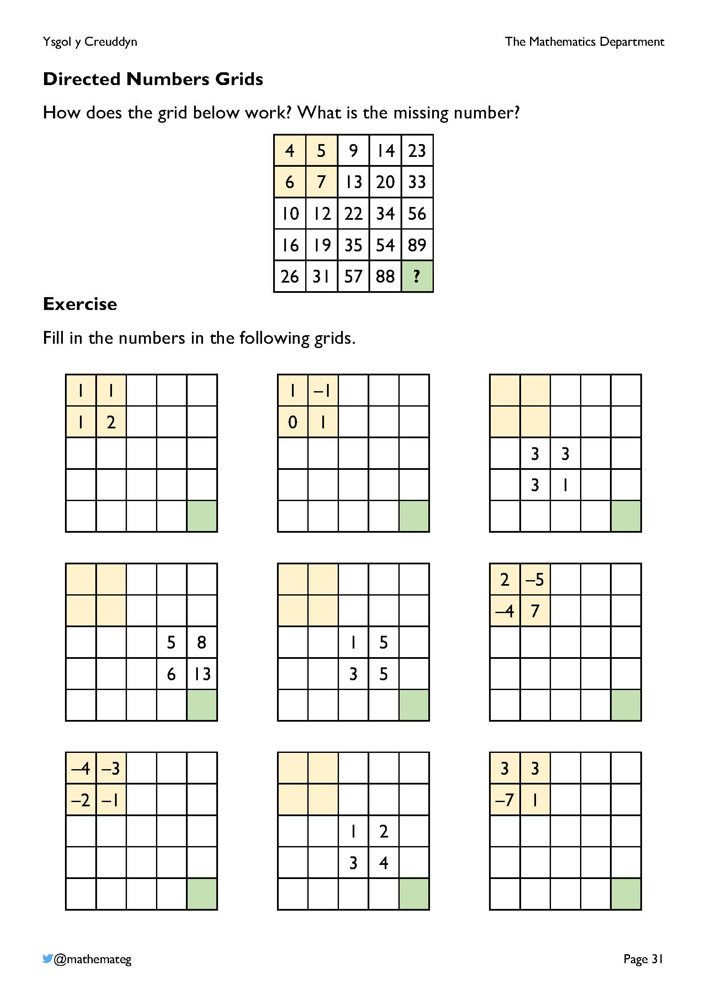 Ysgol y Creuddyn The Mathematics Department
Directed Numbers Grids
How does the grid below work? What is the missing number?
4 5 9 14 23
6 7 13 20 33
10 12 22 34 56
16 19 35 54 89
26 31 57 88 ?
Exercise
Fill in the numbers in the following grids.
1 1 1 –1
1 2 0 1
3 3
3 1
2 –5
–4 7
5 8 1 5
6 13 3 5
–4 –3 3 3
–2 –1 –7 1
1 2
3 4
@mathemateg Page 31